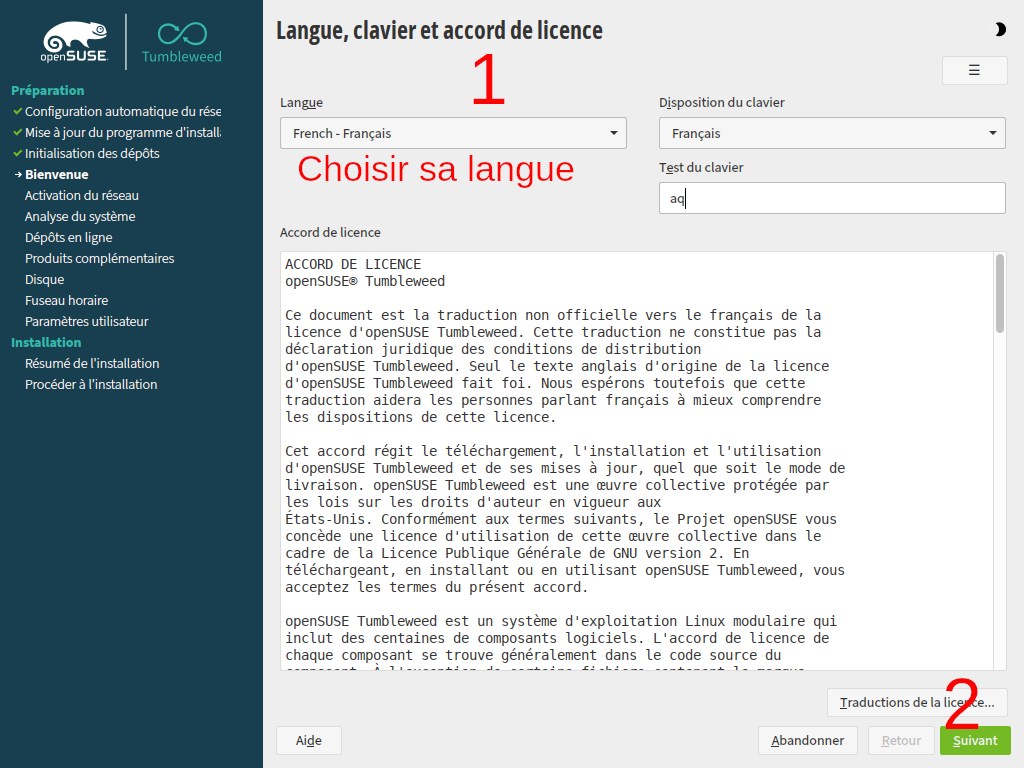 openSUSE
Tumbleweed
Préparation
Configuration automatique du rése
Mise à jour du programme d'install
Initialisation des dépôts
Bienvenue
Activation du réseau
Analyse du système
Dépôts en ligne
Produits complémentaires
Disque
Fuseau horaire
Paramètres utilisateur
Installation
Résumé de l'installation
Procéder à l'installation
Langue, clavier et accord de licence
1
Langue
French - Français
Choisir sa langue
Disposition du clavier
Français
Test du clavier
aq
Accord de licence
ACCORD DE LICENCE
openSUSE® Tumbleweed
Ce document est la traduction non officielle vers le français de la
licence d'openSUSE Tumbleweed. Cette traduction ne constitue pas la
déclaration juridique des conditions de distribution
d'openSUSE Tumbleweed. Seul le texte anglais d'origine de la licence
d'openSUSE Tumbleweed fait foi. Nous espérons toutefois que cette
traduction aidera les personnes parlant français à mieux comprendre
les dispositions de cette licence.
Cet accord régit le téléchargement, l'installation et l'utilisation
d'openSUSE Tumbleweed et de ses mises à jour, quel que soit le mode de
livraison. openSUSE Tumbleweed est une œuvre collective protégée par
les lois sur les droits d'auteur en vigueur aux
États-Unis. Conformément aux termes suivants, le Projet openSUSE vous
concède une licence d'utilisation de cette œuvre collective dans le
cadre de la Licence Publique Générale de GNU version 2. En
téléchargeant, en installant ou en utilisant openSUSE Tumbleweed, vous
acceptez les termes du présent accord.
openSUSE Tumbleweed est un système d'exploitation Linux modulaire qui
inclut des centaines de composants logiciels. L'accord de licence de
chaque composant se trouve généralement dans le code source du
composant. À l'exception de certains fichiers contenant la marque
Traductions de la licence...
2
Aide
Abandonner
Retour
Suivant